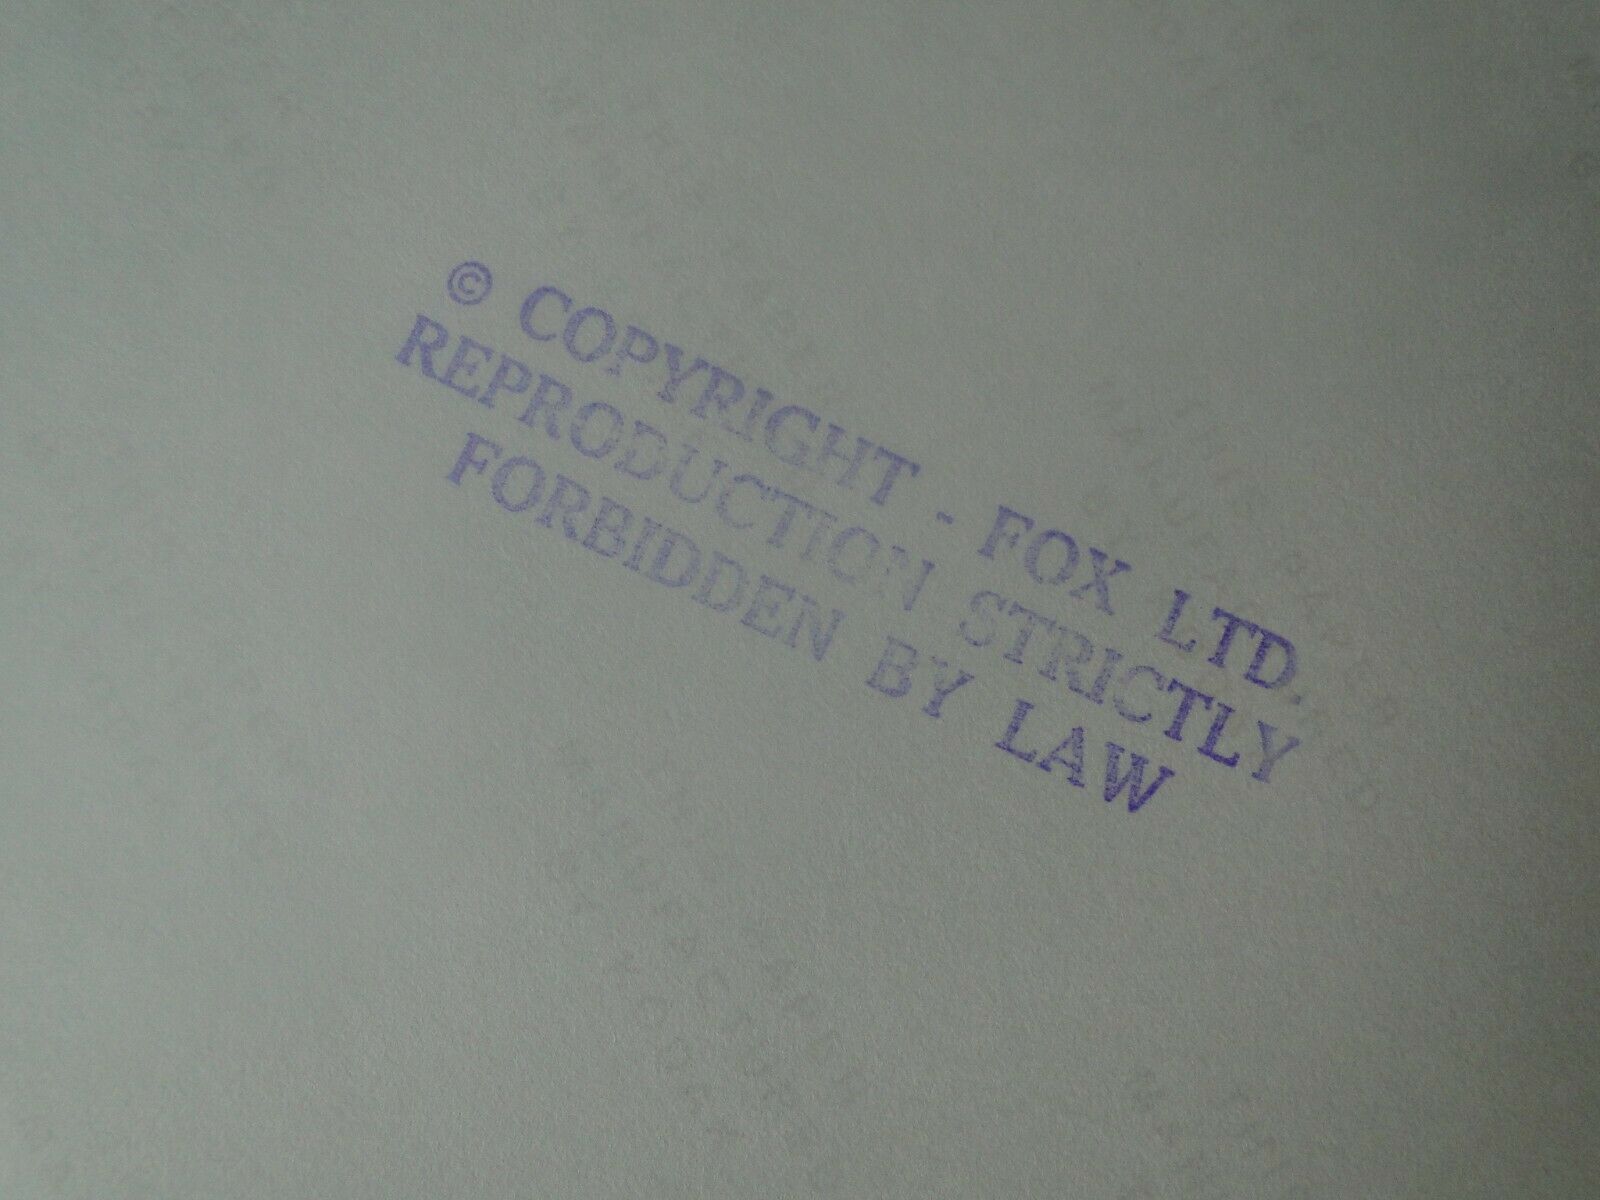 © COPYRIGHT - FOX LTD.
REPRODUCTION STRICTLY
FORBIDDEN BY LAW